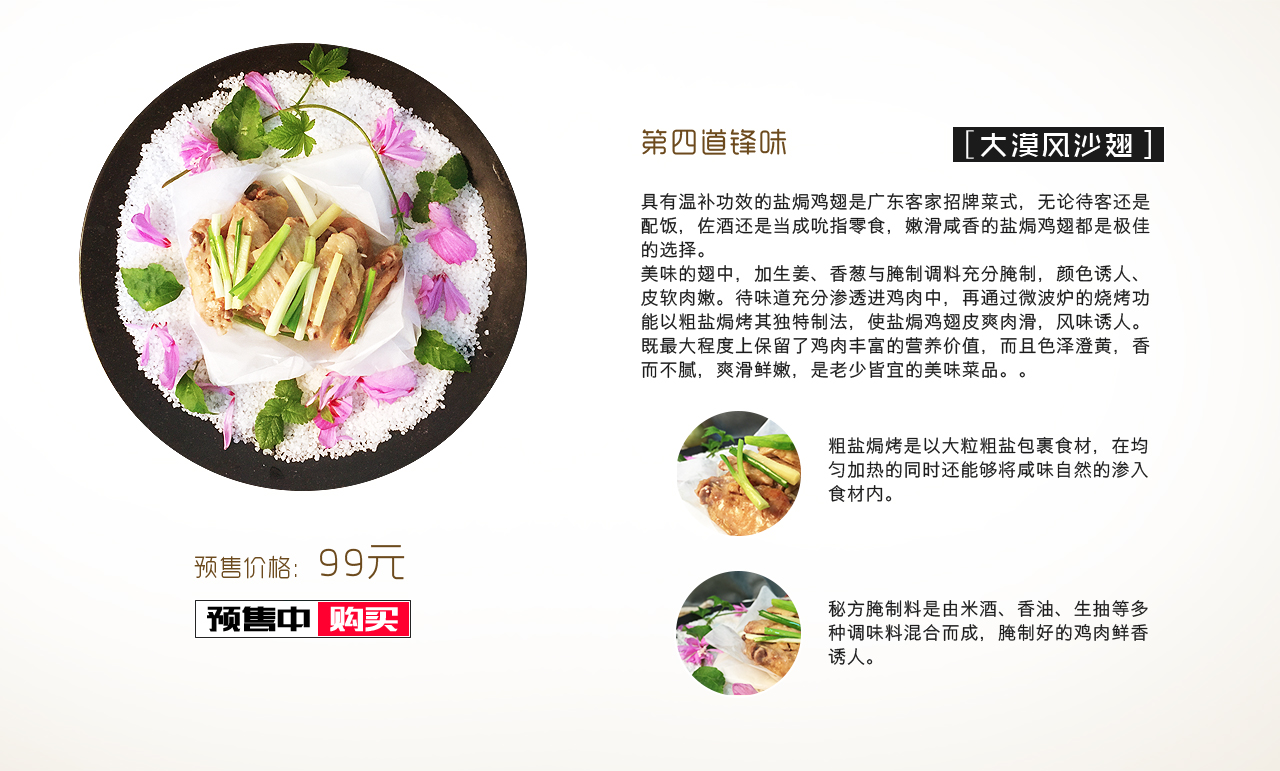 第四道锋味
[大漠风沙翅]
具有温补功效的盐焗鸡翅是广东客家招牌菜式，无论待客还是
配饭，佐酒还是当成吮指零食，嫩滑咸香的盐焗鸡翅都是极佳
的选择。
美味的翅中，加生姜、香葱与腌制调料充分腌制，颜色诱人、
皮软肉嫩。待味道充分渗透进鸡肉中，再通过微波炉的烧烤功
能以粗盐焗烤其独特制法，使盐焗鸡翅皮爽肉滑，风味诱人。
既最大程度上保留了鸡肉丰富的营养价值，而且色泽澄黄，香
而不腻，爽滑鲜嫩，是老少皆宜的美味菜品。。
粗盐焗烤是以大粒粗盐包裹食材，在均
匀加热的同时还能够将咸味自然的渗入
食材内。
秘方腌制料是由米酒、香油、生抽等多
种调味料混合而成，腌制好的鸡肉鲜香
诱人。
预售价格：99元
预售中 购买